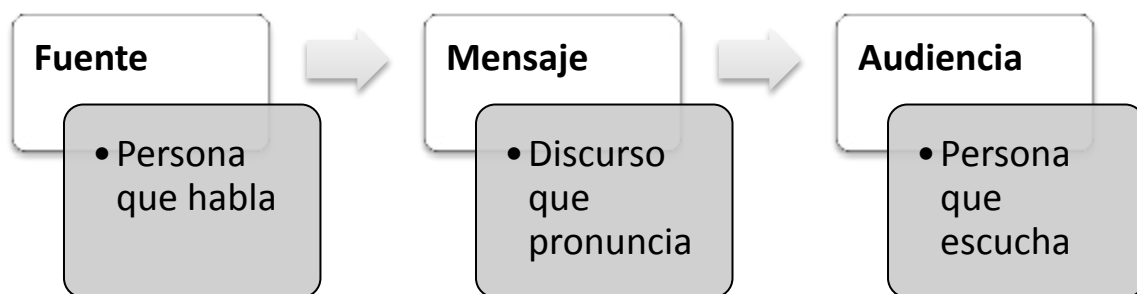 Fuente
• Persona
que habla
Mensaje
• Discurso
que
pronuncia
Audiencia
• Persona
que
escucha